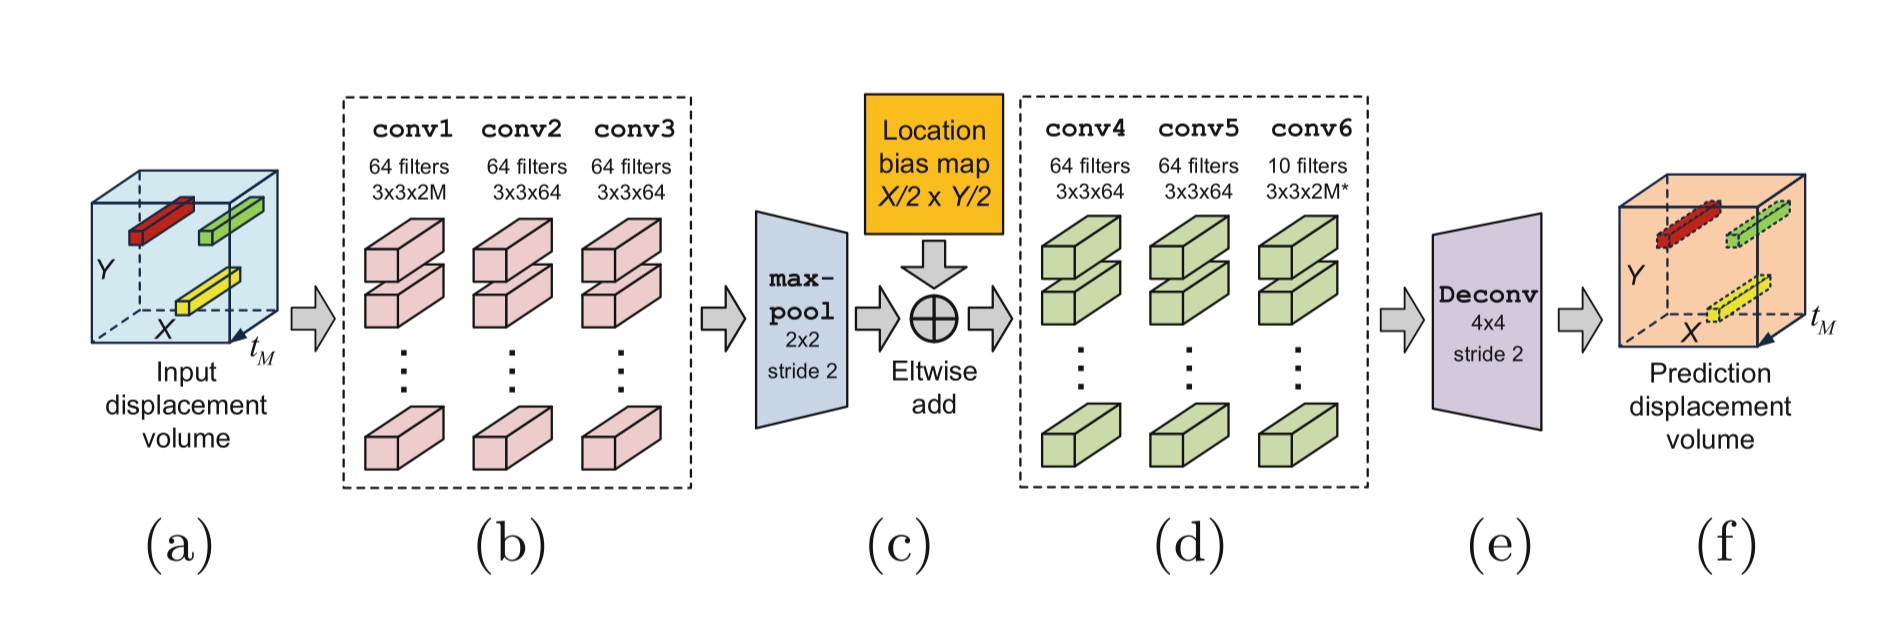 Y
X
t_M
Input
displacement
volume
conv1 conv2 conv3
64 filters 64 filters 64 filters
3x3x2M 3x3x64 3x3x64
max-
pool
2x2
stride 2
Location
bias map
X/2 x Y/2
Eltwise
add
conv4 conv5 conv6
64 filters 64 filters 10 filters
3x3x64 3x3x64 3x3x2M*
Deconv
4x4
stride 2
Y
X
t_M
Prediction
displacement
volume
(a) (b) (c) (d) (e) (f)